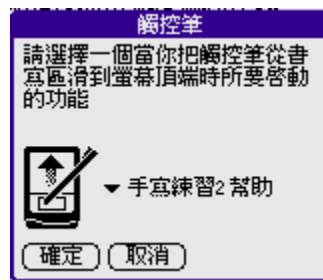 觸控筆
請選擇一個當你把觸控筆從書
寫區滑到螢幕頂端時所要啓動
的功能
手寫練習2 幫助
確定 取消